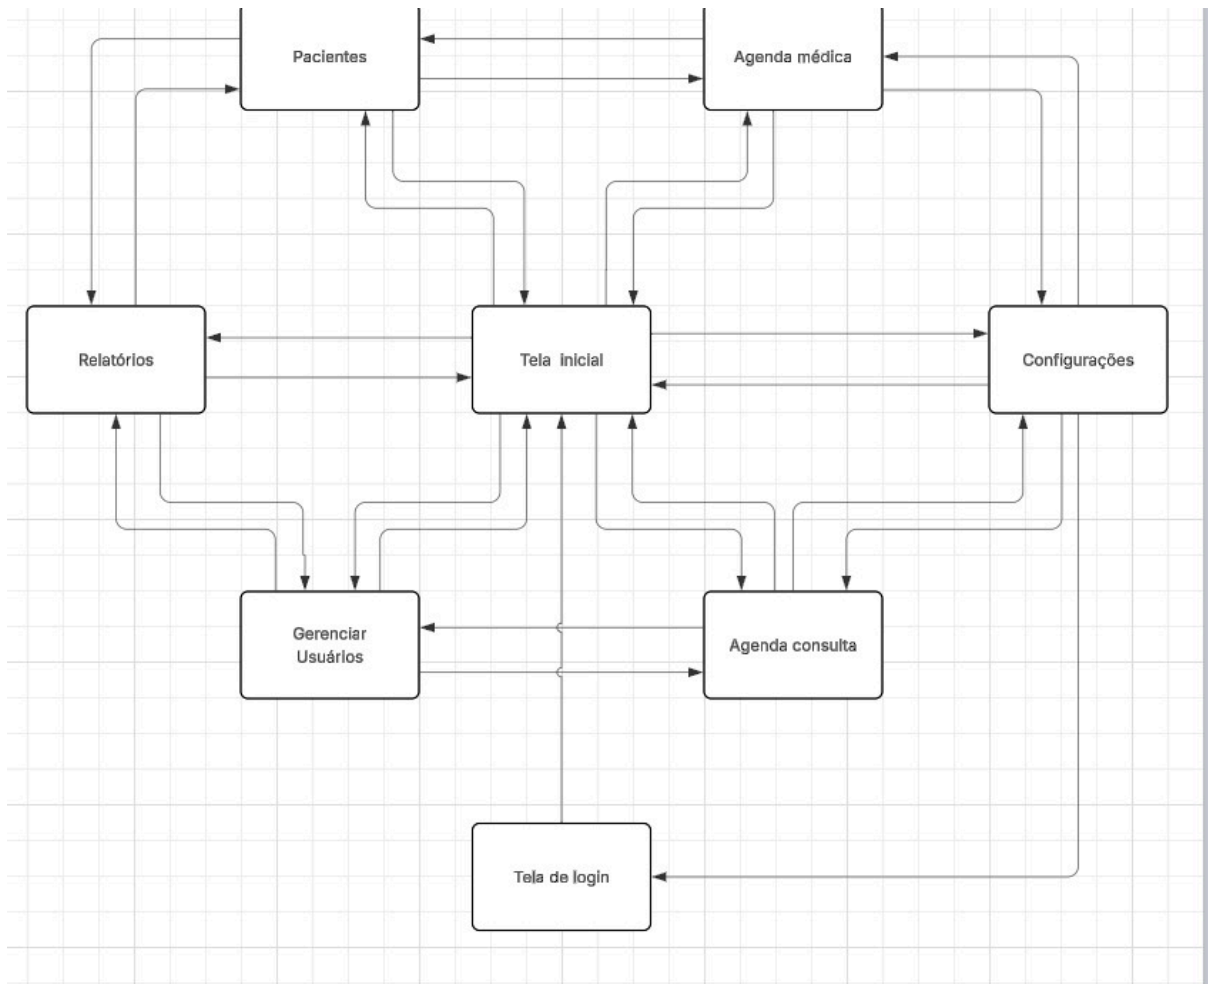 Pacientes
Agenda médica
Relatórios
Tela inicial
Configurações
Gerenciar
Usuários
Agenda consulta
Tela de login